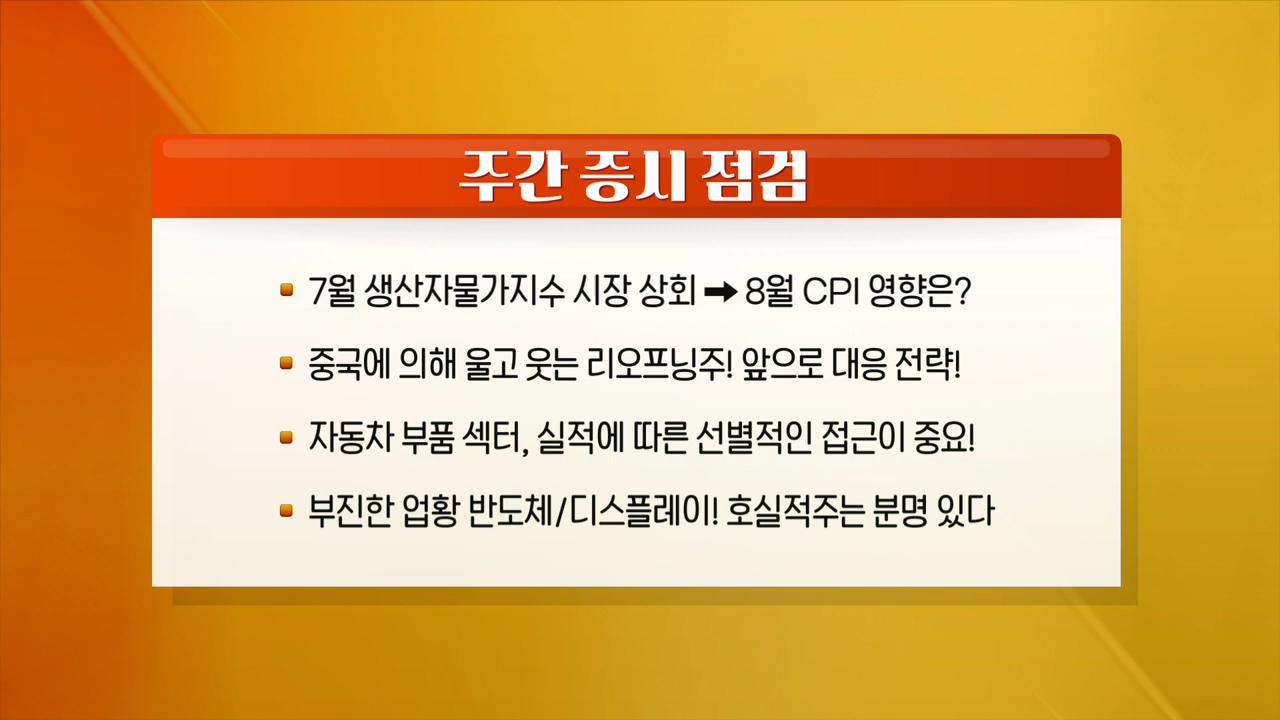 주간 증시 점검
7월 생산자물가지수 시장 상회 ➡ 8월 CPI 영향은?
중국에 의해 울고 웃는 리오프닝주! 앞으로 대응 전략!
자동차 부품 섹터, 실적에 따른 선별적인 접근이 중요!
부진한 업황 반도체/디스플레이! 호실적주는 분명 있다